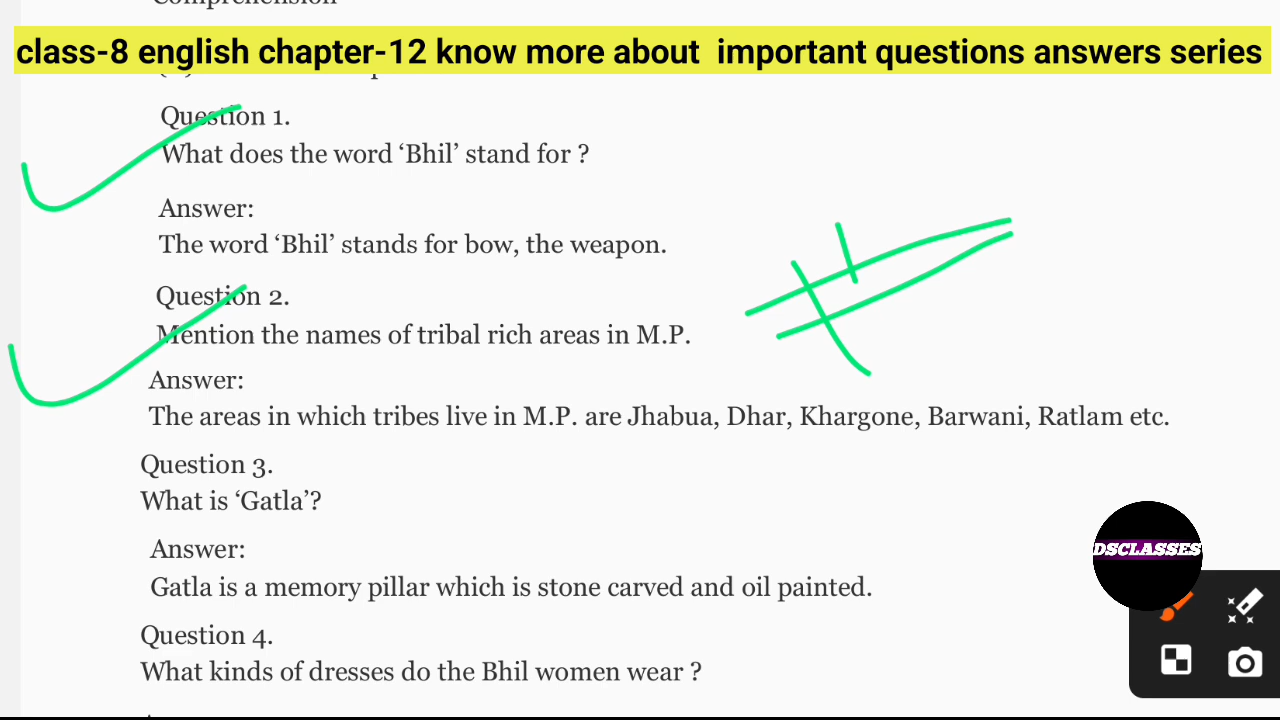 Comprehension
class-8 english chapter-12 know more about important questions answers series
Question 1.
What does the word ‘Bhil’ stand for ?
Answer:
The word ‘Bhil’ stands for bow, the weapon.
Question 2.
Mention the names of tribal rich areas in M.P.
Answer:
The areas in which tribes live in M.P. are Jhabua, Dhar, Khargone, Barwani, Ratlam etc.
Question 3.
What is ‘Gatla’?
Answer:
Gatla is a memory pillar which is stone carved and oil painted.
DSCLASSES
Question 4.
What kinds of dresses do the Bhil women wear ?